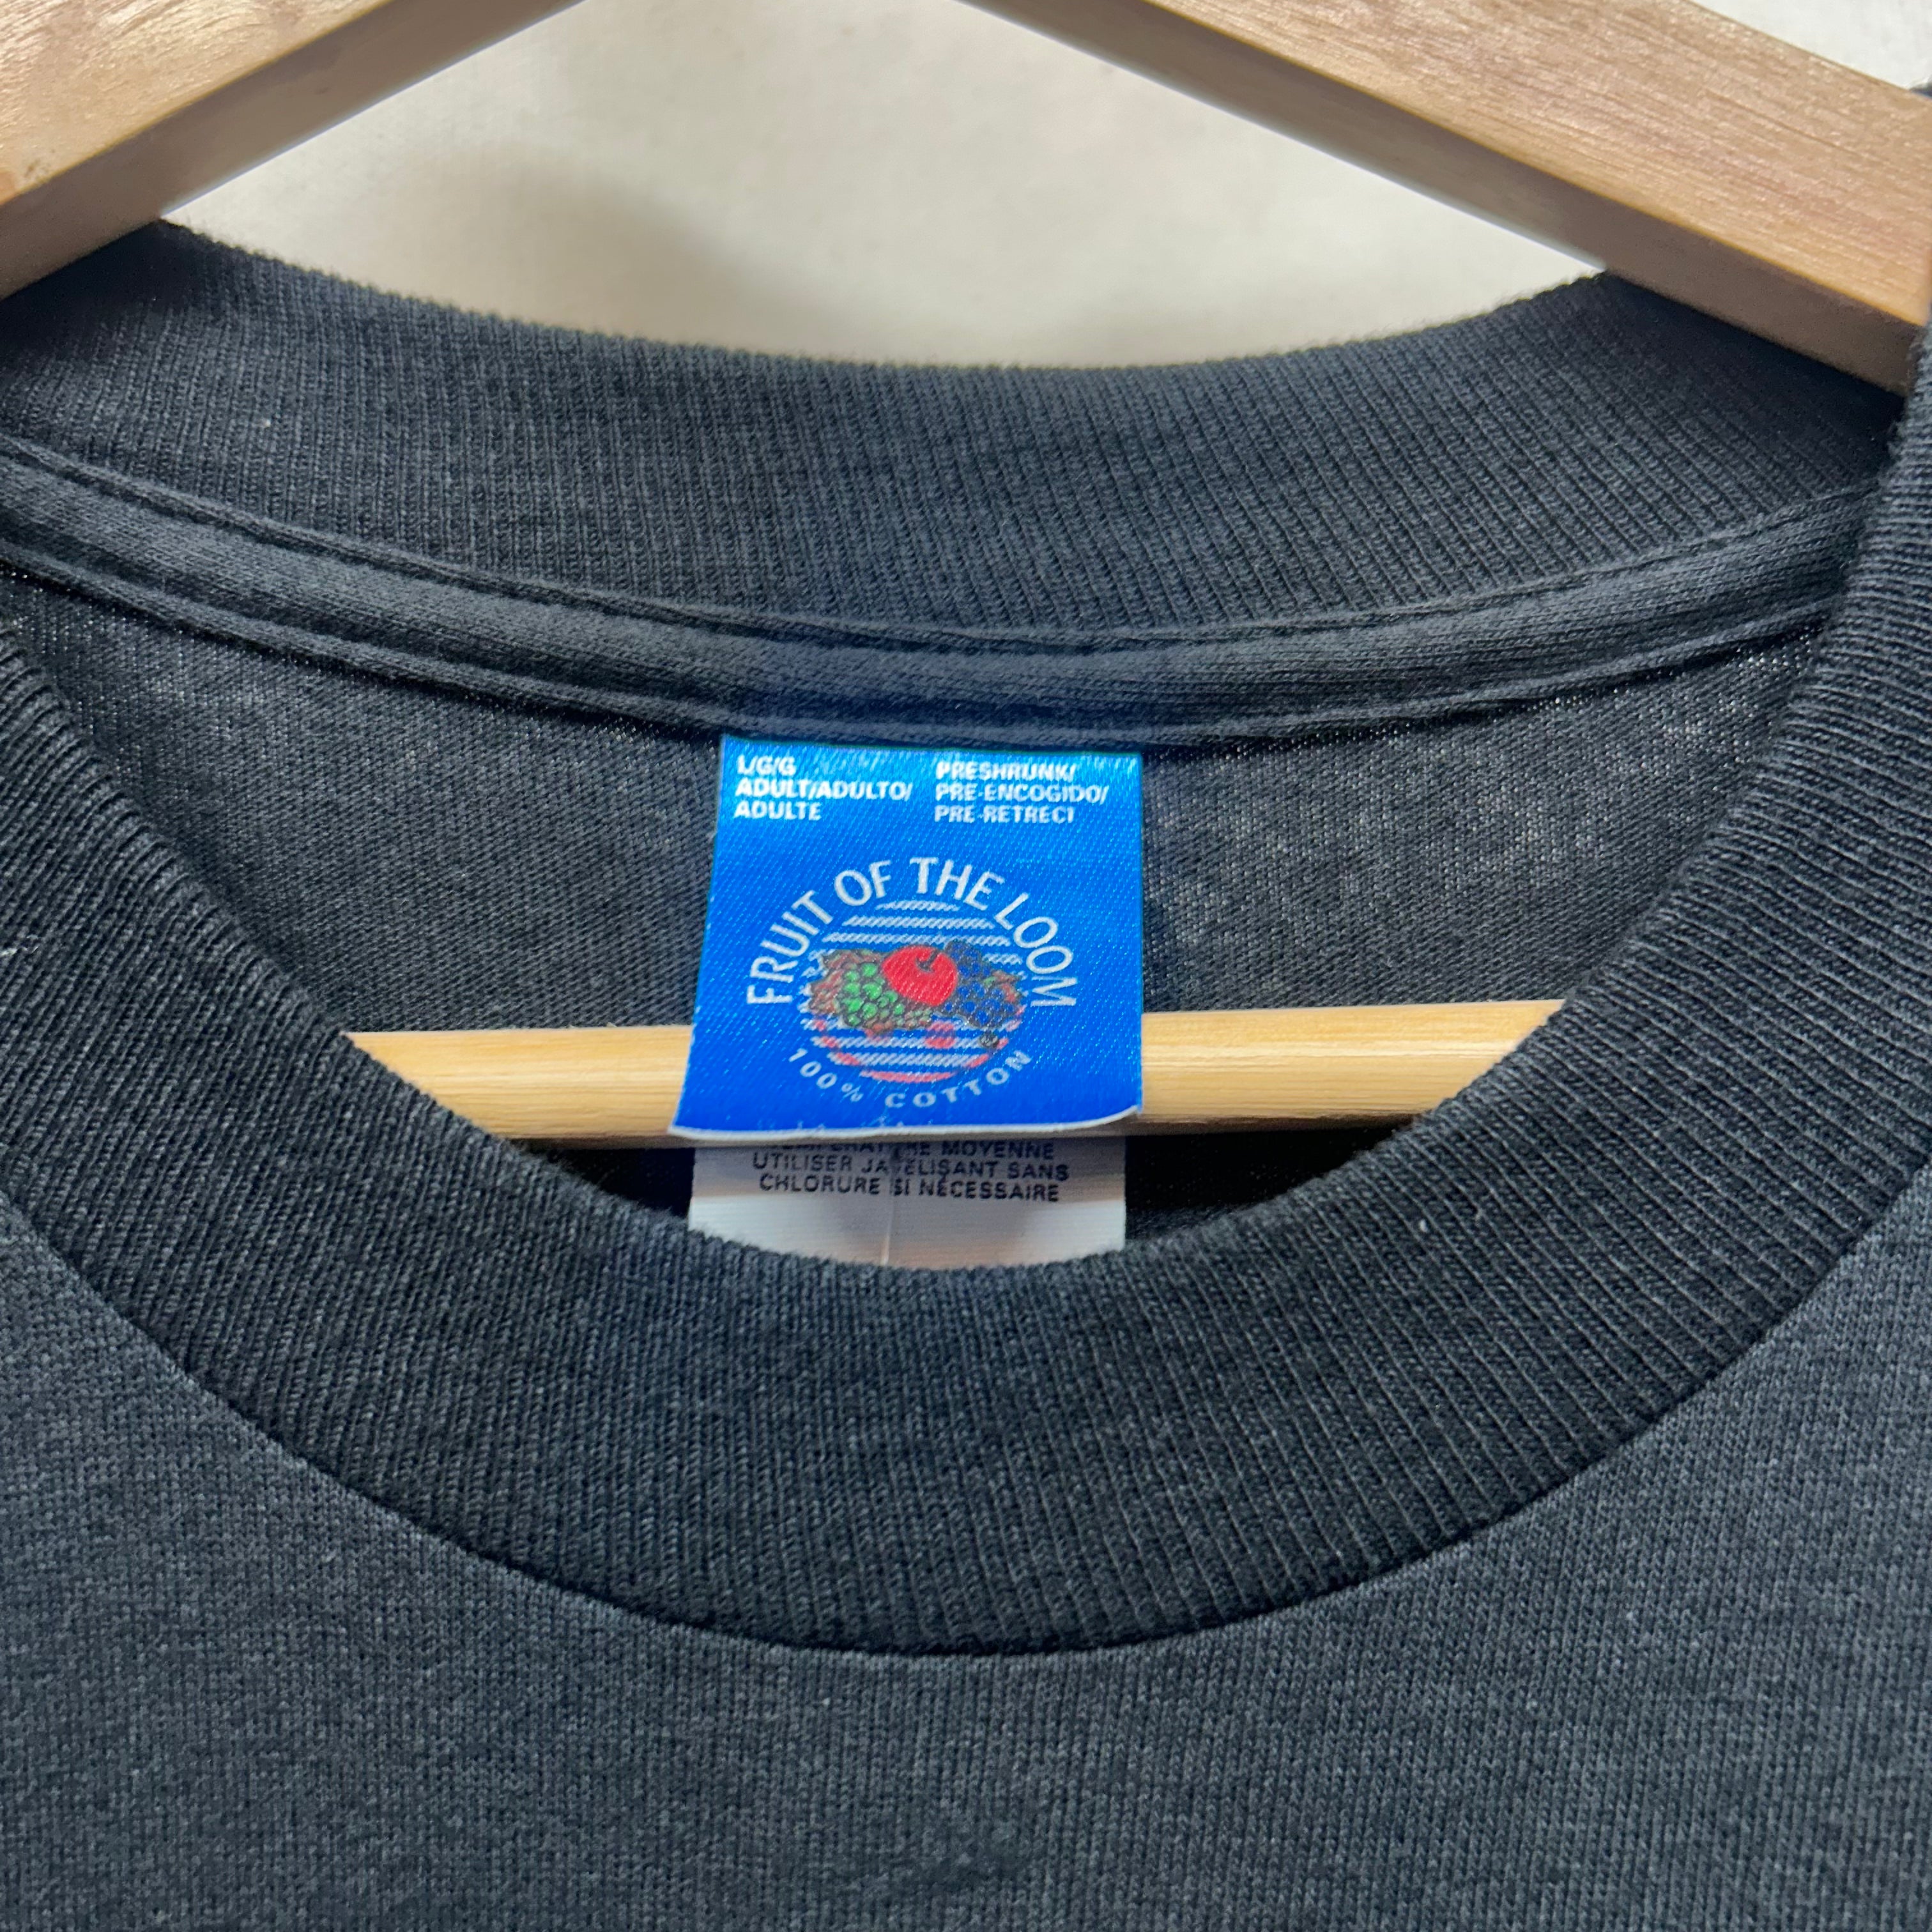 L/G/G
ADULT/ADULTO/
ADULTE
PRESHRUNK/
PRE-ENCOGIDO/
PRE-RETRECI
FRUIT OF THE LOOM
100% COTTON
MOYENNE
UTILISER JAVELISANT SANS
CHLORURE SI NÉCESSAIRE